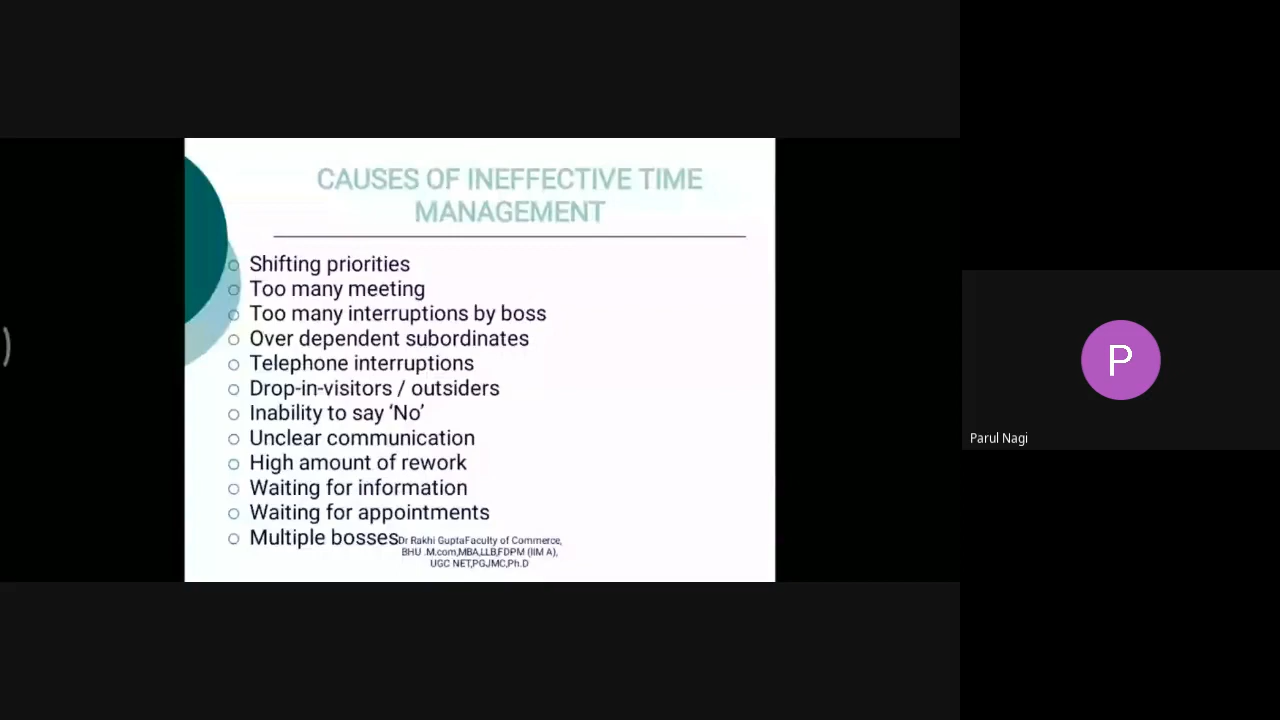 CAUSES OF INEFFECTIVE TIME
MANAGEMENT
Shifting priorities
Too many meeting
Too many interruptions by boss
Over dependent subordinates
Telephone interruptions
Drop-in-visitors / outsiders
Inability to say ‘No’
Unclear communication
High amount of rework
Waiting for information
Waiting for appointments
Multiple bosses
Dr Rakhi GuptaFaculty of Commerce,
BHU .M.com,MBA,LLB,FDPM (IIM A),
UGC NET,PGJMC,Ph.D
P
Parul Nagi